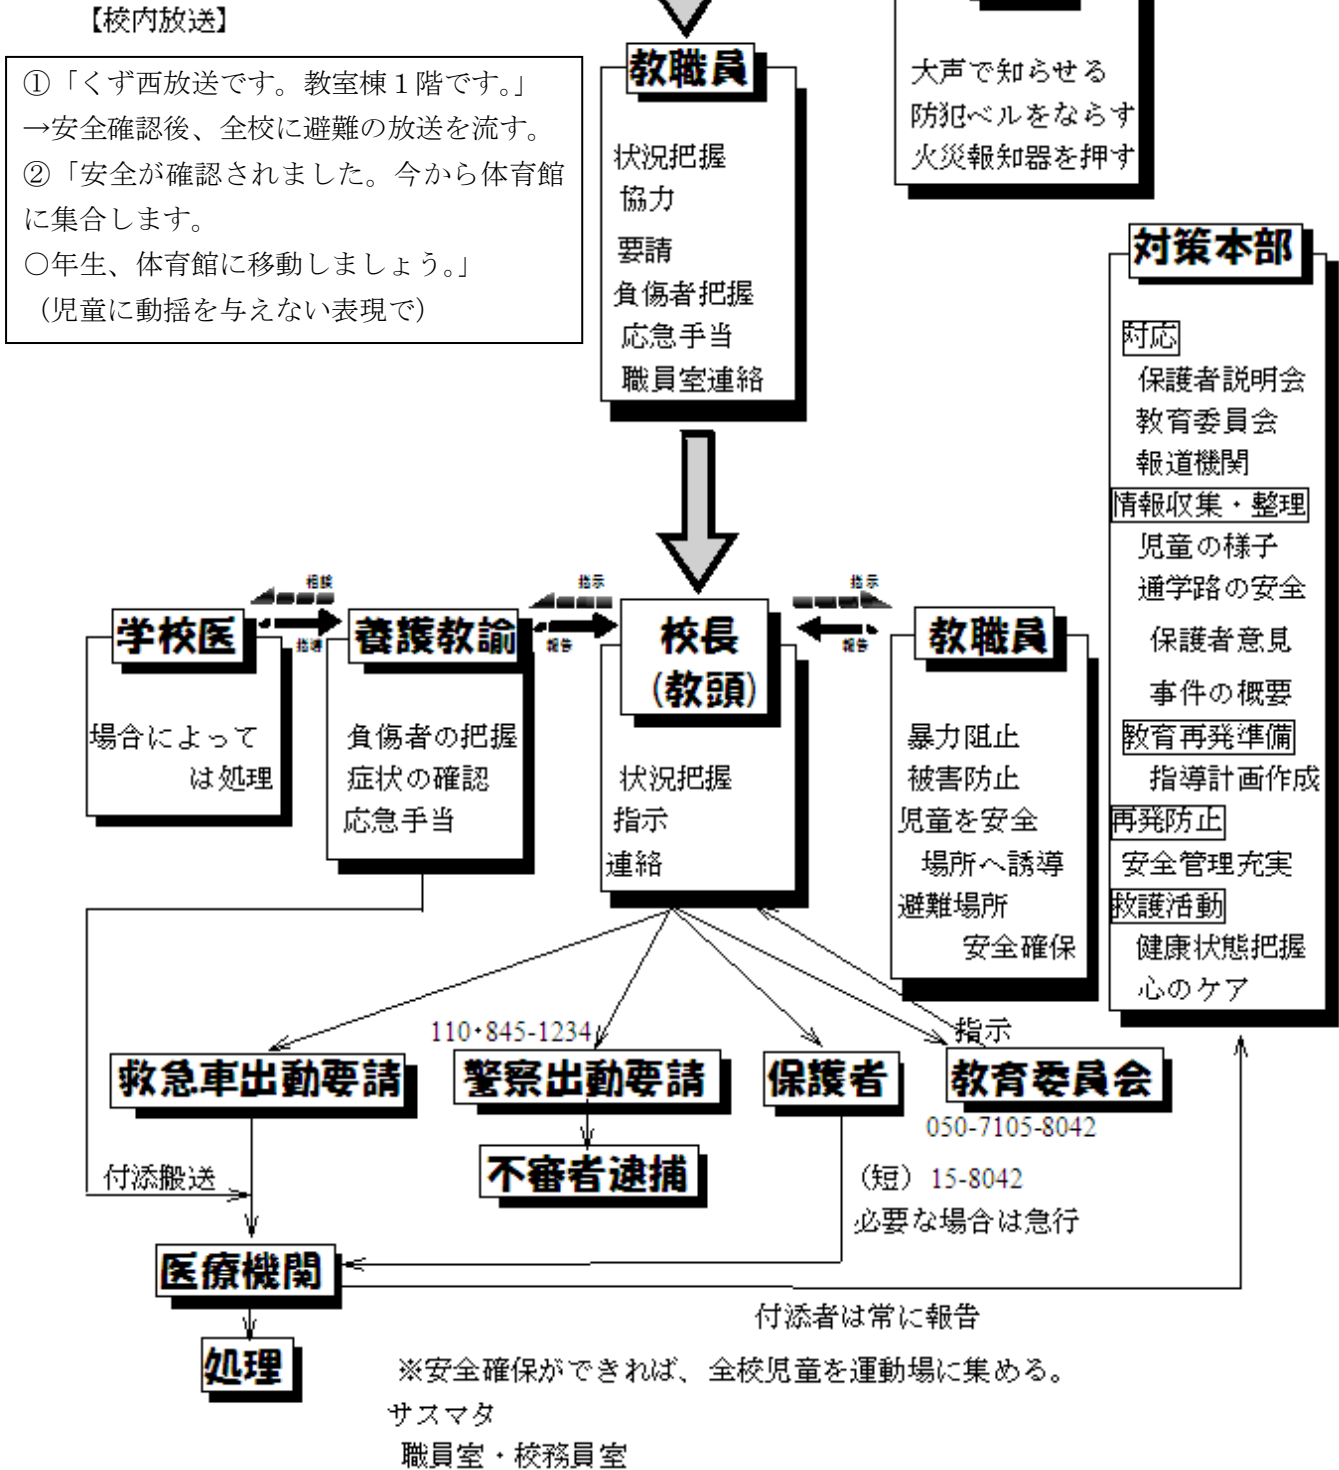 【校内放送】
①「くず西放送です。教室棟１階です。」
→安全確認後、全校に避難の放送を流す。
②「安全が確認されました。今から体育館
に集合します。
〇年生、体育館に移動しましょう。」
（児童に動揺を与えない表現で）
教職員
状況把握
協力
要請
負傷者把握
応急手当
職員室連絡
大声で知らせる
防犯ベルをならす
火災報知器を押す
対策本部
対応
保護者説明会
教育委員会
報道機関
情報収集・整理
児童の様子
通学路の安全
保護者意見
事件の概要
教育再発準備
指導計画作成
再発防止
安全管理充実
救護活動
健康状態把握
心のケア
学校医
場合によって
は処理
相談
指導
養護教諭
負傷者の把握
症状の確認
応急手当
指示
報告
校長
（教頭）
状況把握
指示
連絡
指示
報告
教職員
暴力阻止
被害防止
児童を安全
場所へ誘導
避難場所
安全確保
救急車出動要請
110・845-1234
警察出動要請
不審者逮捕
保護者
指示
教育委員会
050-7105-8042
（短）15-8042
必要な場合は急行
付添搬送
医療機関
付添者は常に報告
処理
※安全確保ができれば、全校児童を運動場に集める。
サスマタ
職員室・校務員室